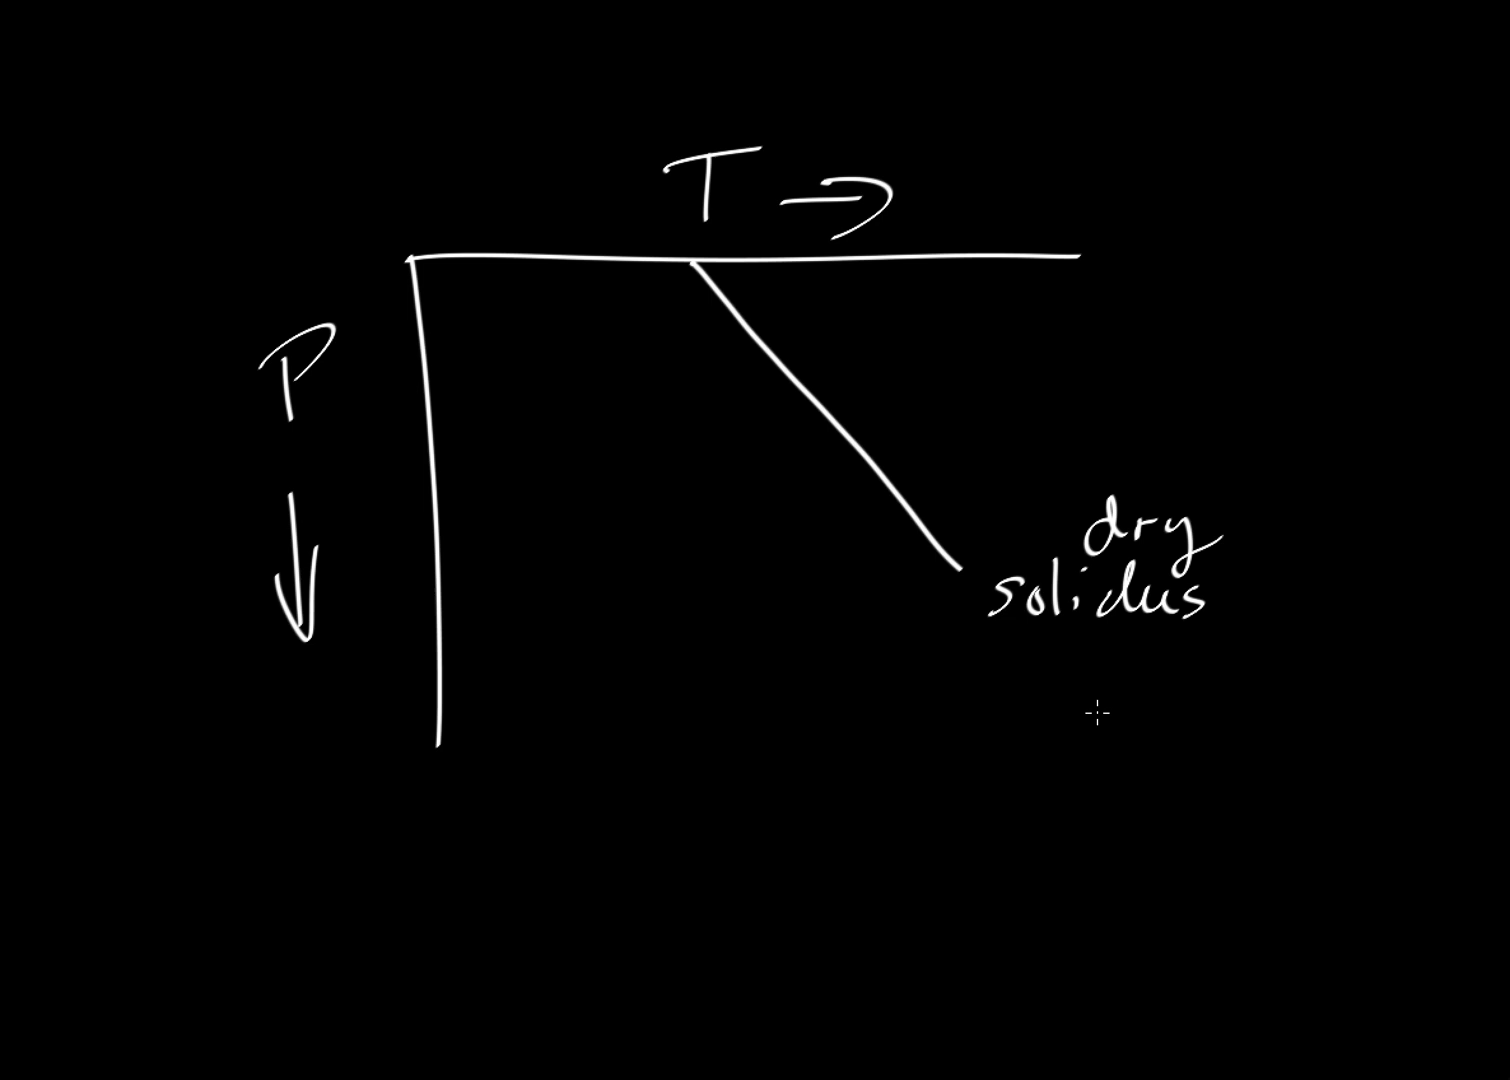 T →
P
↓
dry
solidus